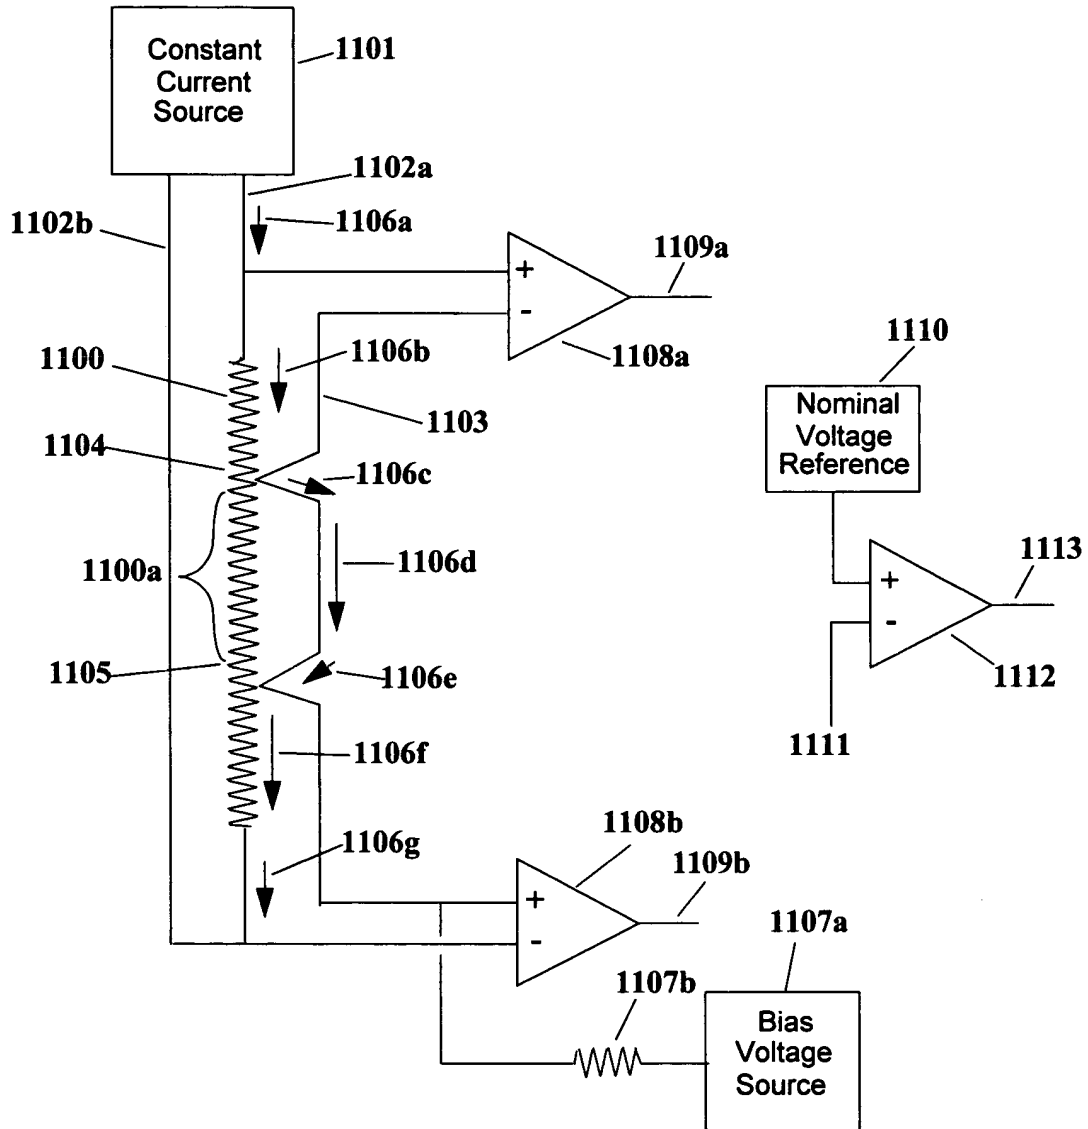 Constant
Current
Source
1101
1102a
1102b
1106a
1109a
+
-
1108a
1110
1100
1106b
Nominal
Voltage
Reference
1103
1104
1106c
1100a
1106d
1113
+
-
1105
1106e
1112
1111
1106f
1108b
1106g
1109b
+
-
1107a
1107b
Bias
Voltage
Source